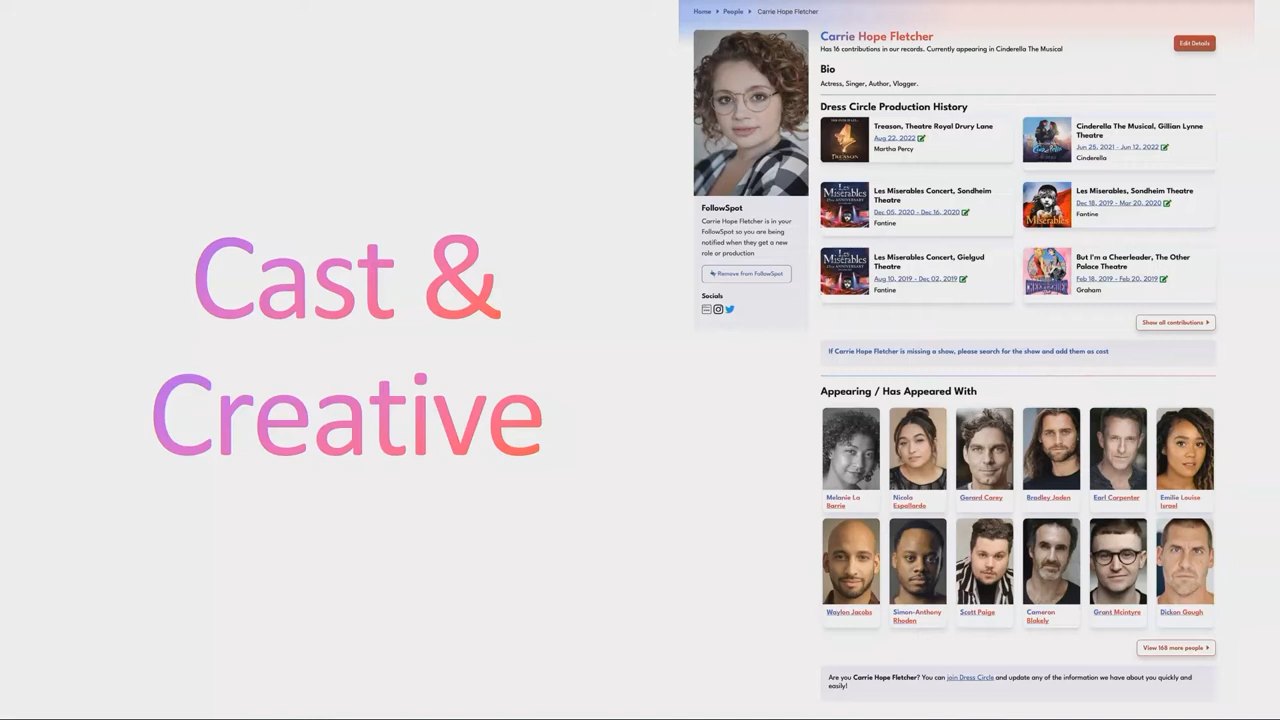 Cast &
Creative
Home
People
Carrie Hope Fletcher
FollowSpot
Carrie Hope Fletcher is in your
FollowSpot so you are being
notified when they get a new
role or production
Remove from FollowSpot
Socials
Carrie Hope Fletcher
Has 16 contributions in our records. Currently appearing in Cinderella The Musical
Edit Details
Bio
Actress, Singer, Author, Vlogger.
Dress Circle Production History
Treason, Theatre Royal Drury Lane
Aug 22, 2022
Martha Percy
Cinderella The Musical, Gillian Lynne
Theatre
Jun 26, 2021 - Jun 12, 2022
Cinderella
Les Miserables Concert, Sondheim
Theatre
Dec 05, 2020 - Dec 16, 2020
Fantine
Les Miserables, Sondheim Theatre
Dec 18, 2019 - Mar 20, 2020
Fantine
Les Miserables Concert, Gielgud
Theatre
Aug 10, 2019 - Dec 02, 2019
Fantine
But I'm a Cheerleader, The Other
Palace Theatre
Feb 18, 2019 - Feb 20, 2019
Graham
Show all contributions
If Carrie Hope Fletcher is missing a show, please search for the show and add them as cast
Appearing / Has Appeared With
Melanie La
Barrie
Nicola
Espallardo
Gerard Carey
Bradley Jaden
Earl Carpenter
Emilie Louise
Israel
Waylon Jacobs
Simon-Anthony
Rhoden
Scott Paige
Cameron
Blakely
Grant Mcintyre
Dickon Gough
View 168 more people
Are you Carrie Hope Fletcher? You can join Dress Circle and update any of the information we have about you quickly and
easily!